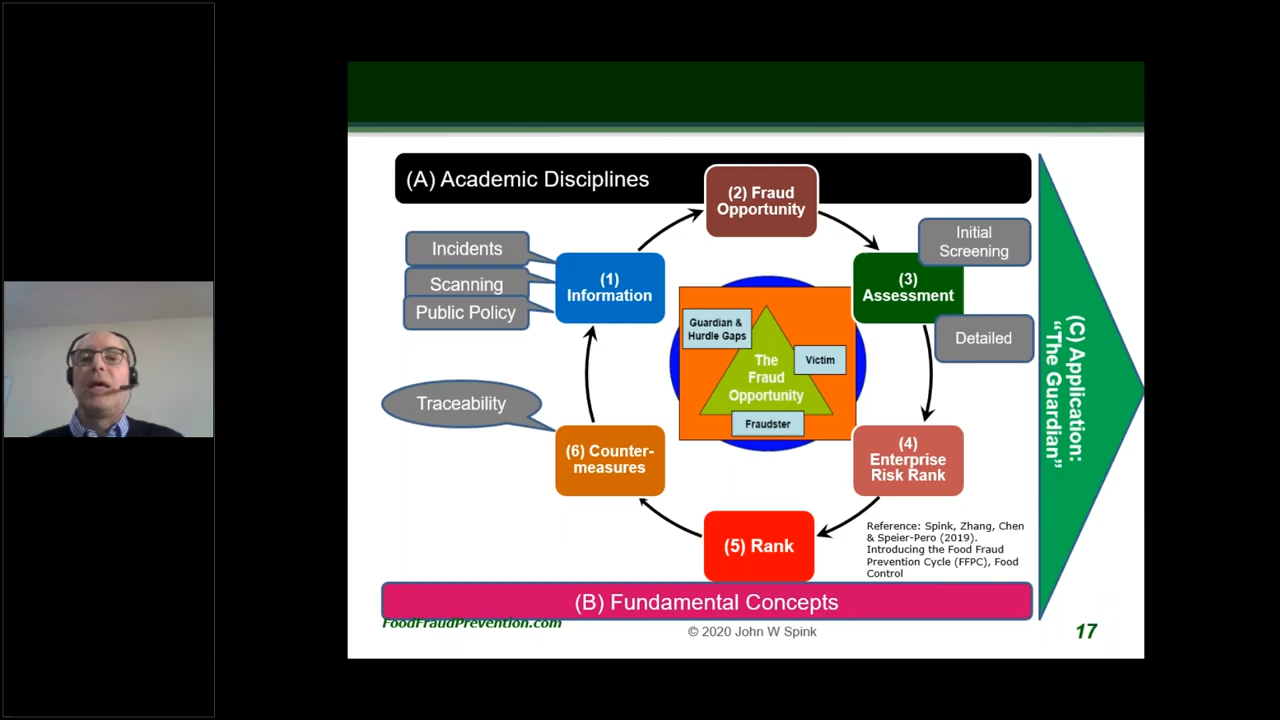 (A) Academic Disciplines
(2) Fraud
Opportunity
Incidents
Scanning
Public Policy
(1)
Information
Initial
Screening
(3)
Assessment
Detailed
Guardian &
Hurdle Gaps
Victim
The
Fraud
Opportunity
Fraudster
Traceability
(6) Counter-
measures
(4)
Enterprise
Risk Rank
(5) Rank
Reference: Spink, Zhang, Chen
& Speier-Pero (2019).
Introducing the Food Fraud
Prevention Cycle (FFPC), Food
Control
(C) Application:
“The Guardian”
(B) Fundamental Concepts
FoodFraudPrevention.com
© 2020 John W Spink
17